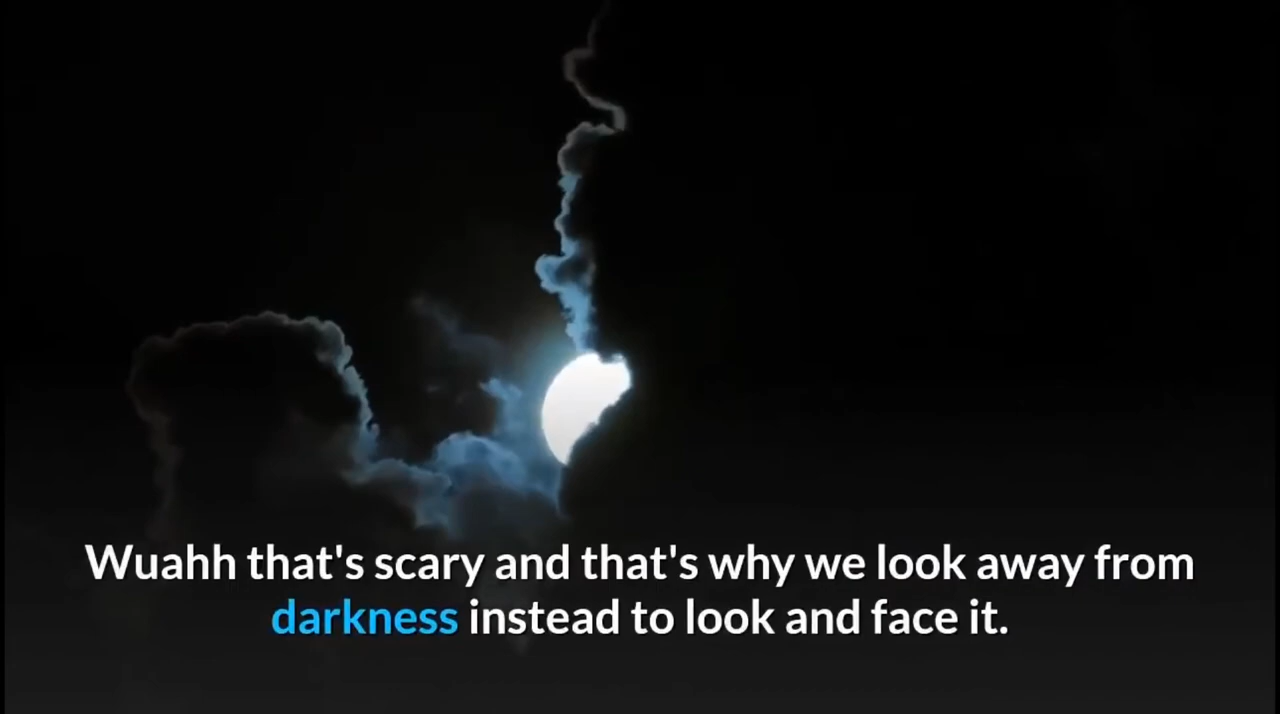 Wuahh that's scary and that's why we look away from
darkness instead to look and face it.